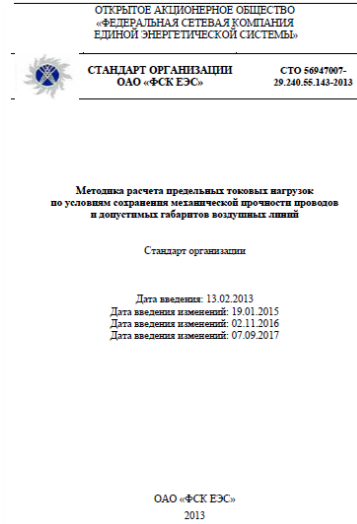 ОТКРЫТОЕ АКЦИОНЕРНОЕ ОБЩЕСТВО
«ФЕДЕРАЛЬНАЯ СЕТЕВАЯ КОМПАНИЯ
ЕДИНОЙ ЭНЕРГЕТИЧЕСКОЙ СИСТЕМЫ»
СТАНДАРТ ОРГАНИЗАЦИИ
ОАО «ФСК ЕЭС»
СТО 56947007-
29.240.55.143-2013
Методика расчета предельных токовых нагрузок
по условиям сохранения механической прочности проводов
и допустимых габаритов воздушных линий
Стандарт организации
Дата введения: 13.02.2013
Дата введения изменений: 19.01.2015
Дата введения изменений: 02.11.2016
Дата введения изменений: 07.09.2017
ОАО «ФСК ЕЭС»
2013